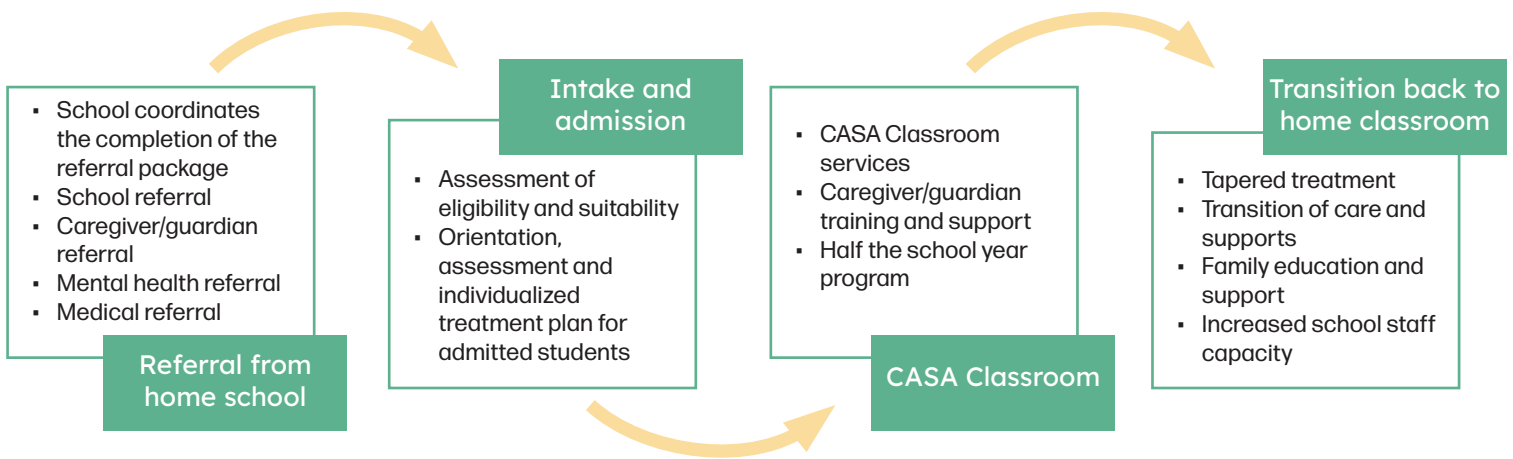 ▪ School coordinates
the completion of the
referral package
▪ School referral
▪ Caregiver/guardian
referral
▪ Mental health referral
▪ Medical referral
Referral from
home school
Intake and
admission
▪ Assessment of
eligibility and suitability
▪ Orientation,
assessment and
individualized
treatment plan for
admitted students
▪ CASA Classroom
services
▪ Caregiver/guardian
training and support
▪ Half the school year
program
CASA Classroom
Transition back to
home classroom
▪ Tapered treatment
▪ Transition of care and
supports
▪ Family education and
support
▪ Increased school staff
capacity